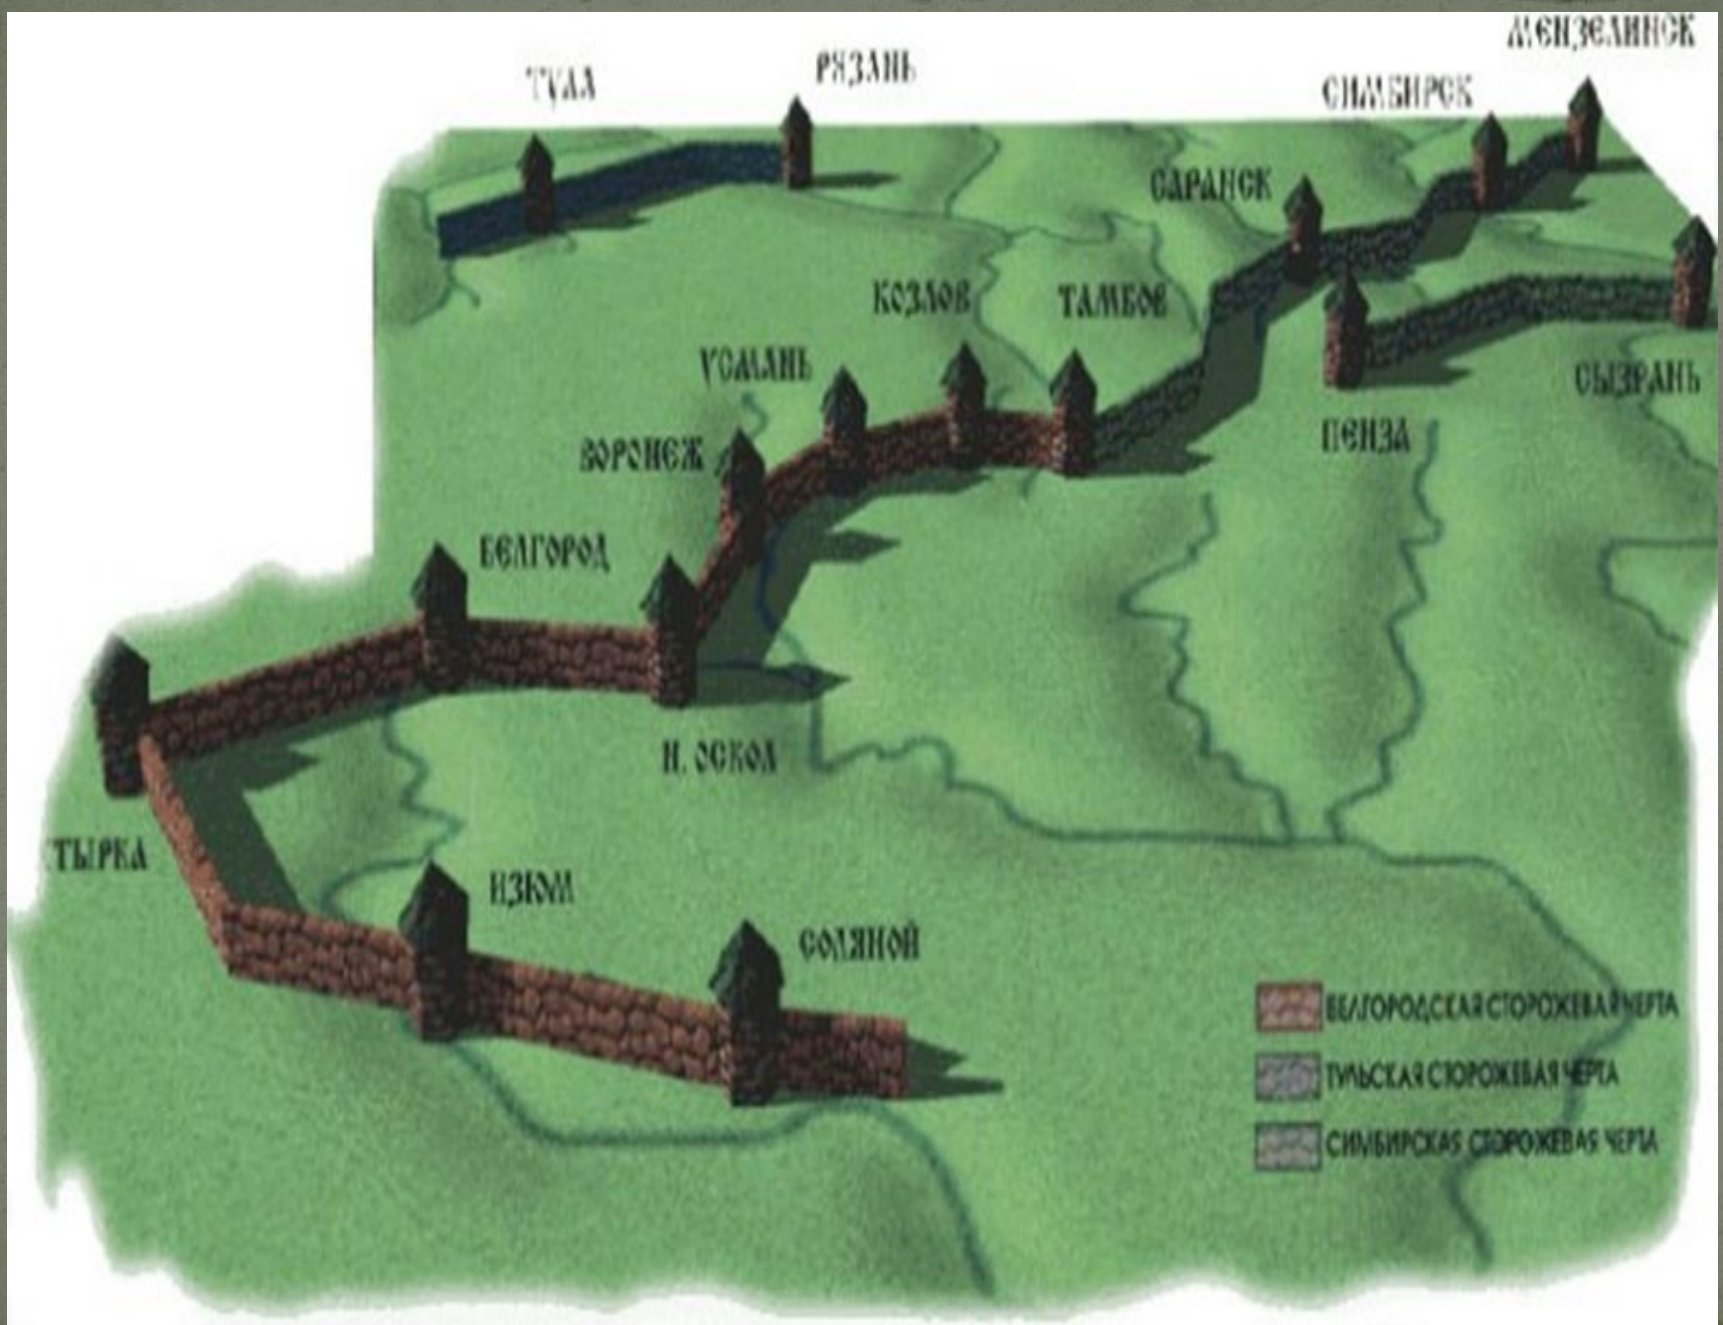 МЕНЗЕЛИНСК
ТУЛА
РЯЗАНЬ
СИМБИРСК
САРАНСК
КОЗЛОВ
ТАМБОВ
УСМАНЬ
СЫЗРАНЬ
ВОРОНЕЖ
ПЕНЗА
БЕЛГОРОД
Н. ОСКОЛ
ТЫРКА
ИЗЮМ
СОЛЯНОЙ
БЕЛГОРОДСКАЯ СТОРОЖЕВАЯ ЧЕРТА
ТУЛЬСКАЯ СТОРОЖЕВАЯ ЧЕРТА
СИМБИРСКАЯ СТОРОЖЕВАЯ ЧЕРТА